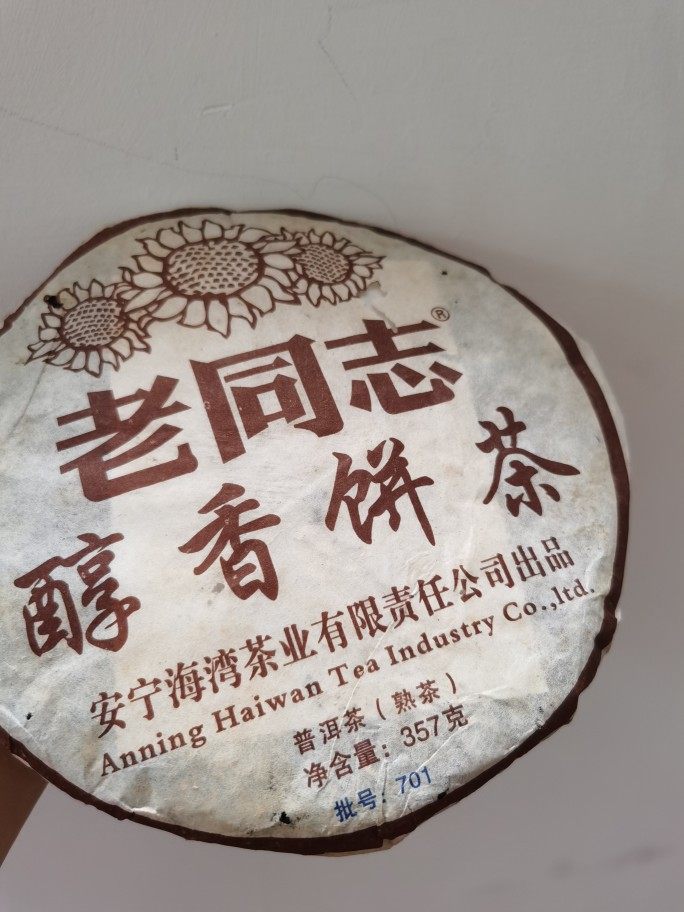 老同志®
醇香饼茶
安宁海湾茶业有限责任公司出品
Anning Haiwan Tea Industry Co.,ltd.
普洱茶（熟茶）
净含量：357克
批号：701